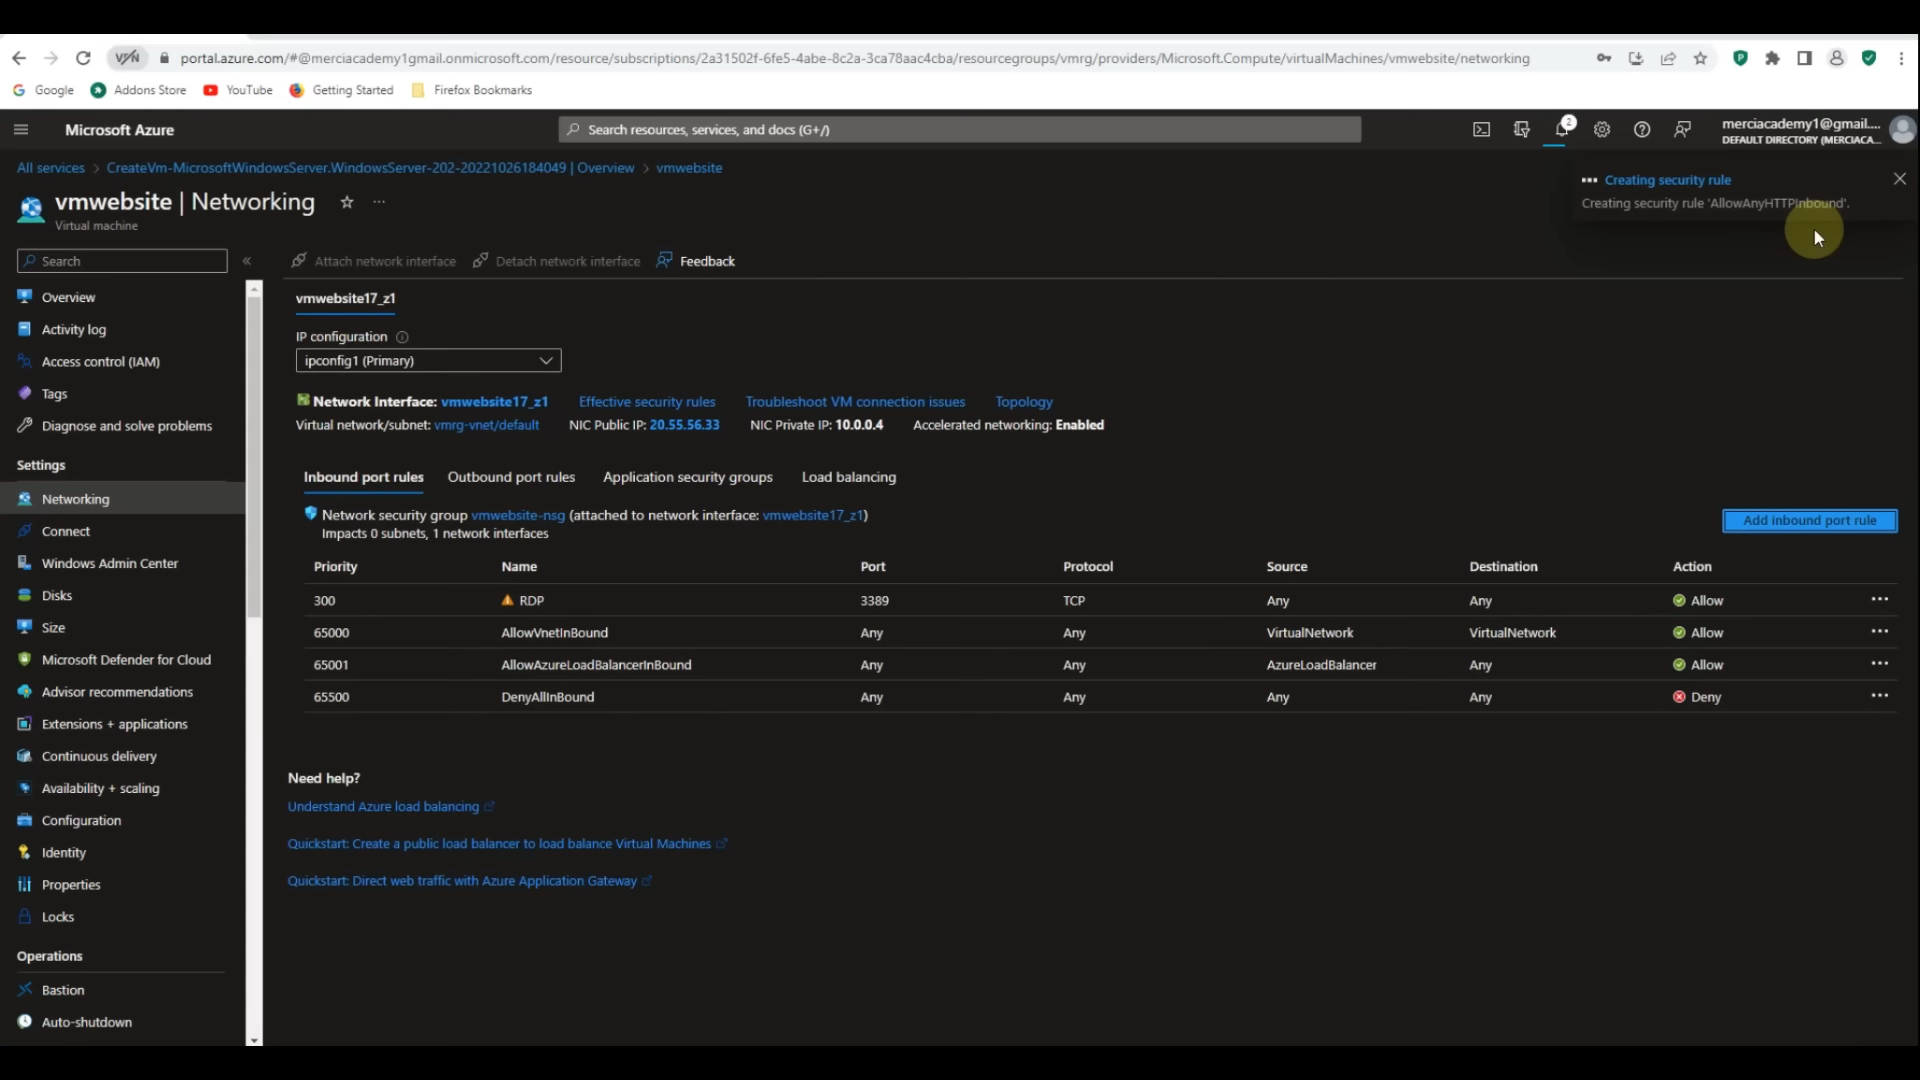 VPN
portal.azure.com/#@merciacademy1gmail.onmicrosoft.com/resource/subscriptions/2a31502f-6fe5-4abe-8c2a-3ca78aac4cba/resourcegroups/vmrg/providers/Microsoft.Compute/virtualMachines/vmwebsite/networking
Google Addons Store YouTube Getting Started Firefox Bookmarks
Microsoft Azure
Search resources, services, and docs (G+/)
2
merciacademy1@gmail....
DEFAULT DIRECTORY (MERCIACA...
All services > CreateVm-MicrosoftWindowsServer.WindowsServer-202-20221026184049 | Overview > vmwebsite
Creating security rule
Creating security rule 'AllowAnyHTTPInbound'.
vmwebsite | Networking
Virtual machine
Search
Attach network interface Detach network interface Feedback
Overview
Activity log
Access control (IAM)
Tags
Diagnose and solve problems
Settings
Networking
Connect
Windows Admin Center
Disks
Size
Microsoft Defender for Cloud
Advisor recommendations
Extensions + applications
Continuous delivery
Availability + scaling
Configuration
Identity
Properties
Locks
Operations
Bastion
Auto-shutdown
vmwebsite17_z1
IP configuration
ipconfig1 (Primary)
Network Interface: vmwebsite17_z1 Effective security rules Troubleshoot VM connection issues Topology
Virtual network/subnet: vmrg-vnet/default NIC Public IP: 20.55.56.33 NIC Private IP: 10.0.0.4 Accelerated networking: Enabled
Inbound port rules Outbound port rules Application security groups Load balancing
Network security group vmwebsite-nsg (attached to network interface: vmwebsite17_z1)
Impacts 0 subnets, 1 network interfaces
Add inbound port rule
Priority Name Port Protocol Source Destination Action
300 RDP 3389 TCP Any Any Allow
65000 AllowVnetInBound Any Any VirtualNetwork VirtualNetwork Allow
65001 AllowAzureLoadBalancerInBound Any Any AzureLoadBalancer Any Allow
65500 DenyAllInBound Any Any Any Any Deny
Need help?
Understand Azure load balancing
Quickstart: Create a public load balancer to load balance Virtual Machines
Quickstart: Direct web traffic with Azure Application Gateway